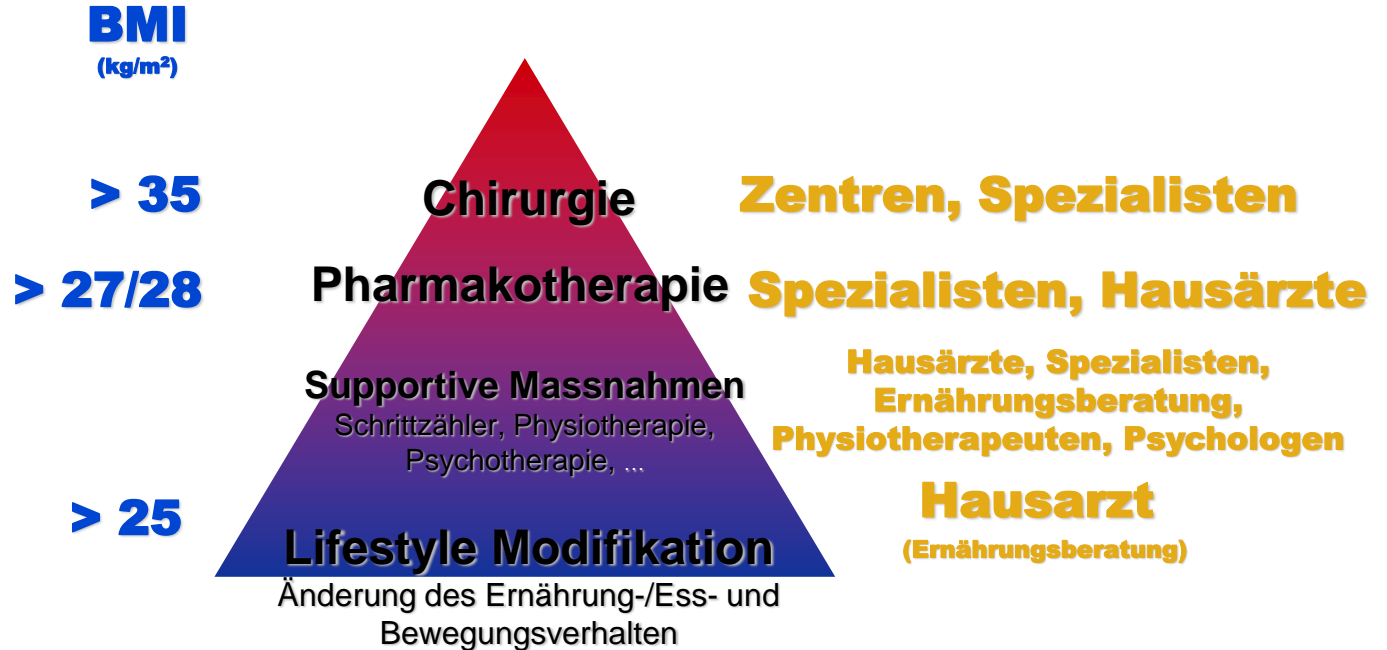 BMI
(kg/m²)
> 35
Chirurgie
Zentren, Spezialisten
> 27/28
Pharmakotherapie
Spezialisten, Hausärzte
Supportive Massnahmen
Schrittzähler, Physiotherapie,
Psychotherapie, ...
Hausärzte, Spezialisten,
Ernährungsberatung,
Physiotherapeuten, Psychologen
> 25
Lifestyle Modifikation
Änderung des Ernährung-/Ess- und
Bewegungsverhalten
Hausarzt
(Ernährungsberatung)